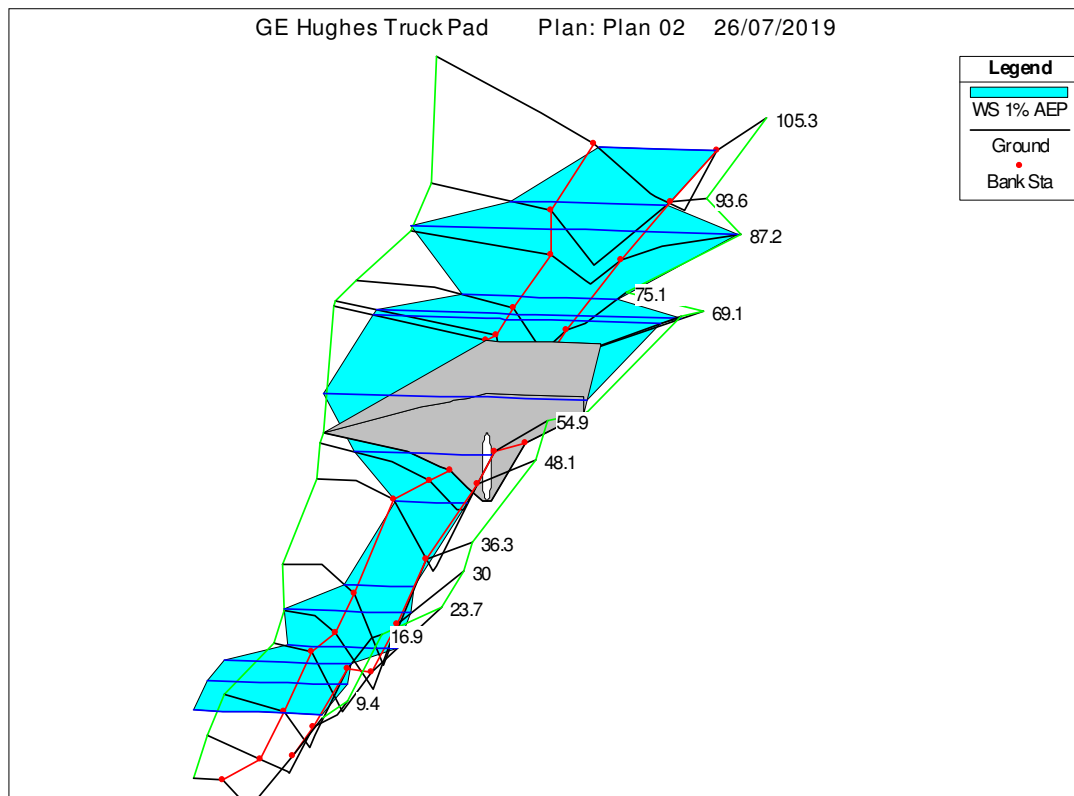 GE Hughes Truck Pad Plan: Plan 02 26/07/2019
Legend
WS 1% AEP
Ground
Bank Sta
105.3
93.6
87.2
75.1
69.1
54.9
48.1
36.3
30
23.7
16.9
9.4